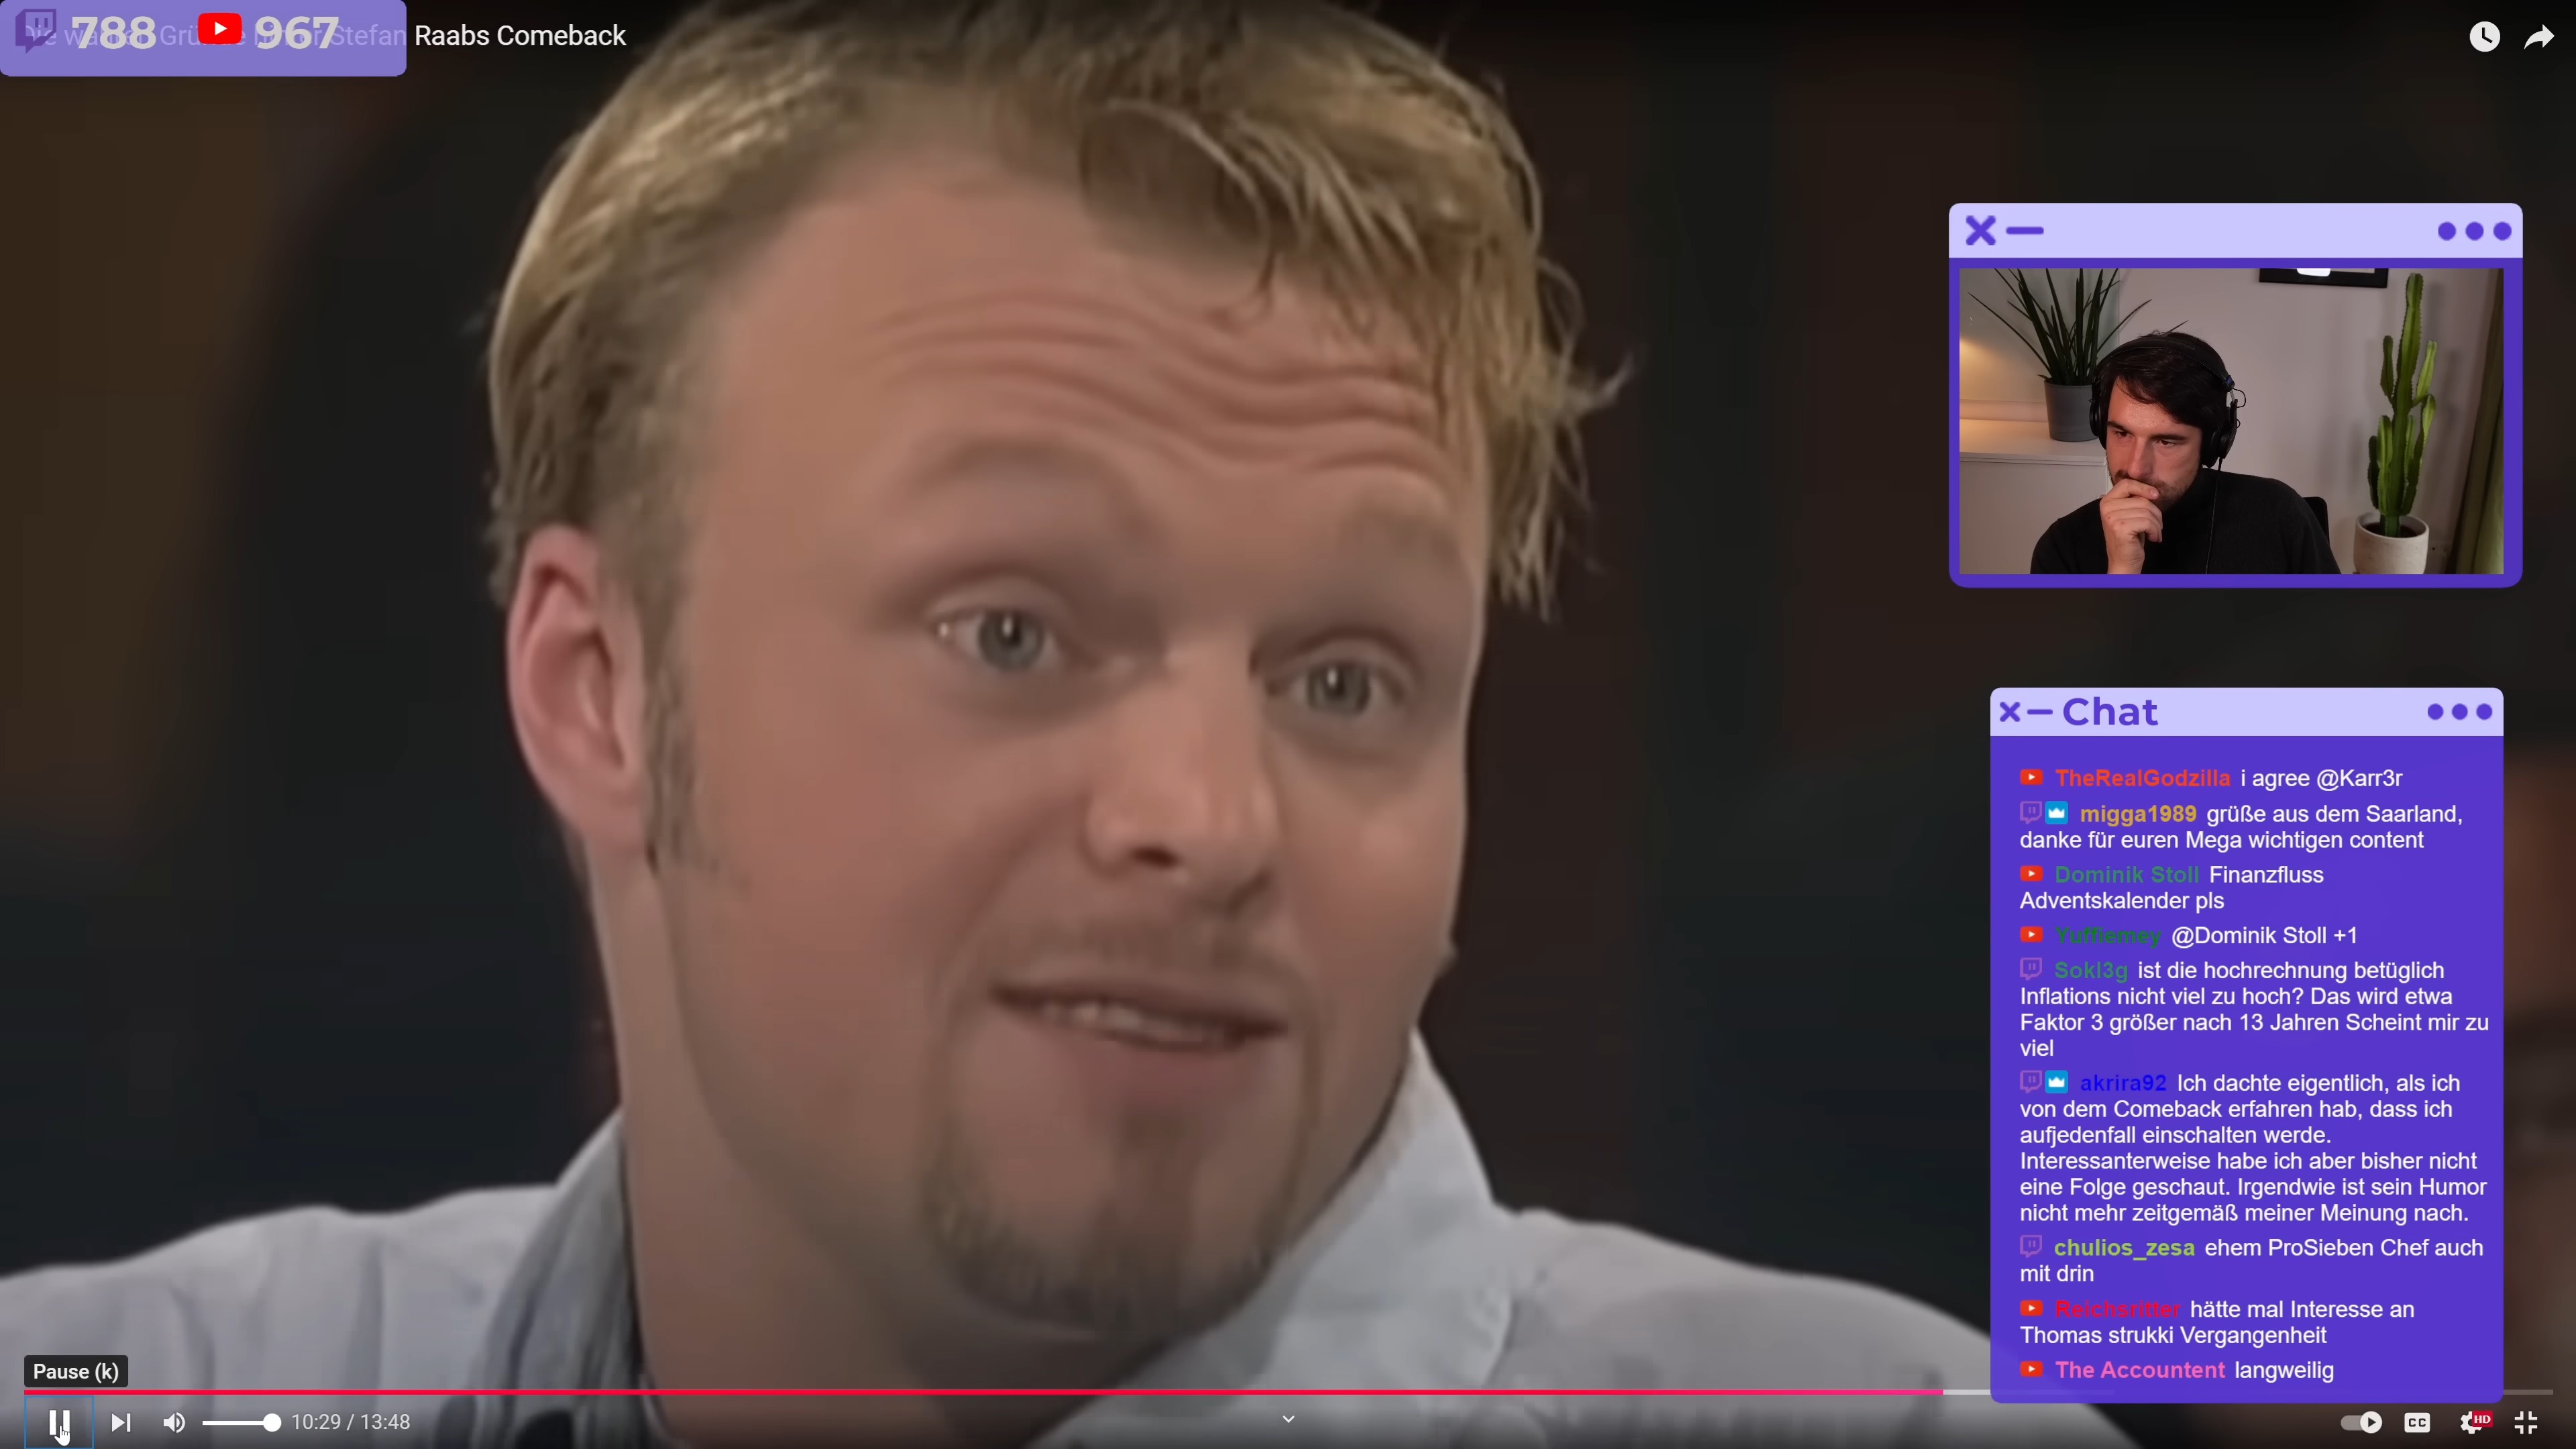 788 967 Raabs Comeback
Chat
TheRealGodzilla i agree @Karr3r
migga1989 grüße aus dem Saarland,
danke für euren Mega wichtigen content
Dominik Stoll Finanzfluss
Adventskalender pls
Yuffiemey @Dominik Stoll +1
Sokl3g ist die hochrechnung betüglich
Inflations nicht viel zu hoch? Das wird etwa
Faktor 3 größer nach 13 Jahren Scheint mir zu
viel
akrira92 Ich dachte eigentlich, als ich
von dem Comeback erfahren hab, dass ich
aufjedenfall einschalten werde.
Interessanterweise habe ich aber bisher nicht
eine Folge geschaut. Irgendwie ist sein Humor
nicht mehr zeitgemäß meiner Meinung nach.
chulios_zesa ehem ProSieben Chef auch
mit drin
Reichsritter hätte mal Interesse an
Thomas strukki Vergangenheit
The Accountent langweilig
Pause (k)
10:29 / 13:48
CC
HD